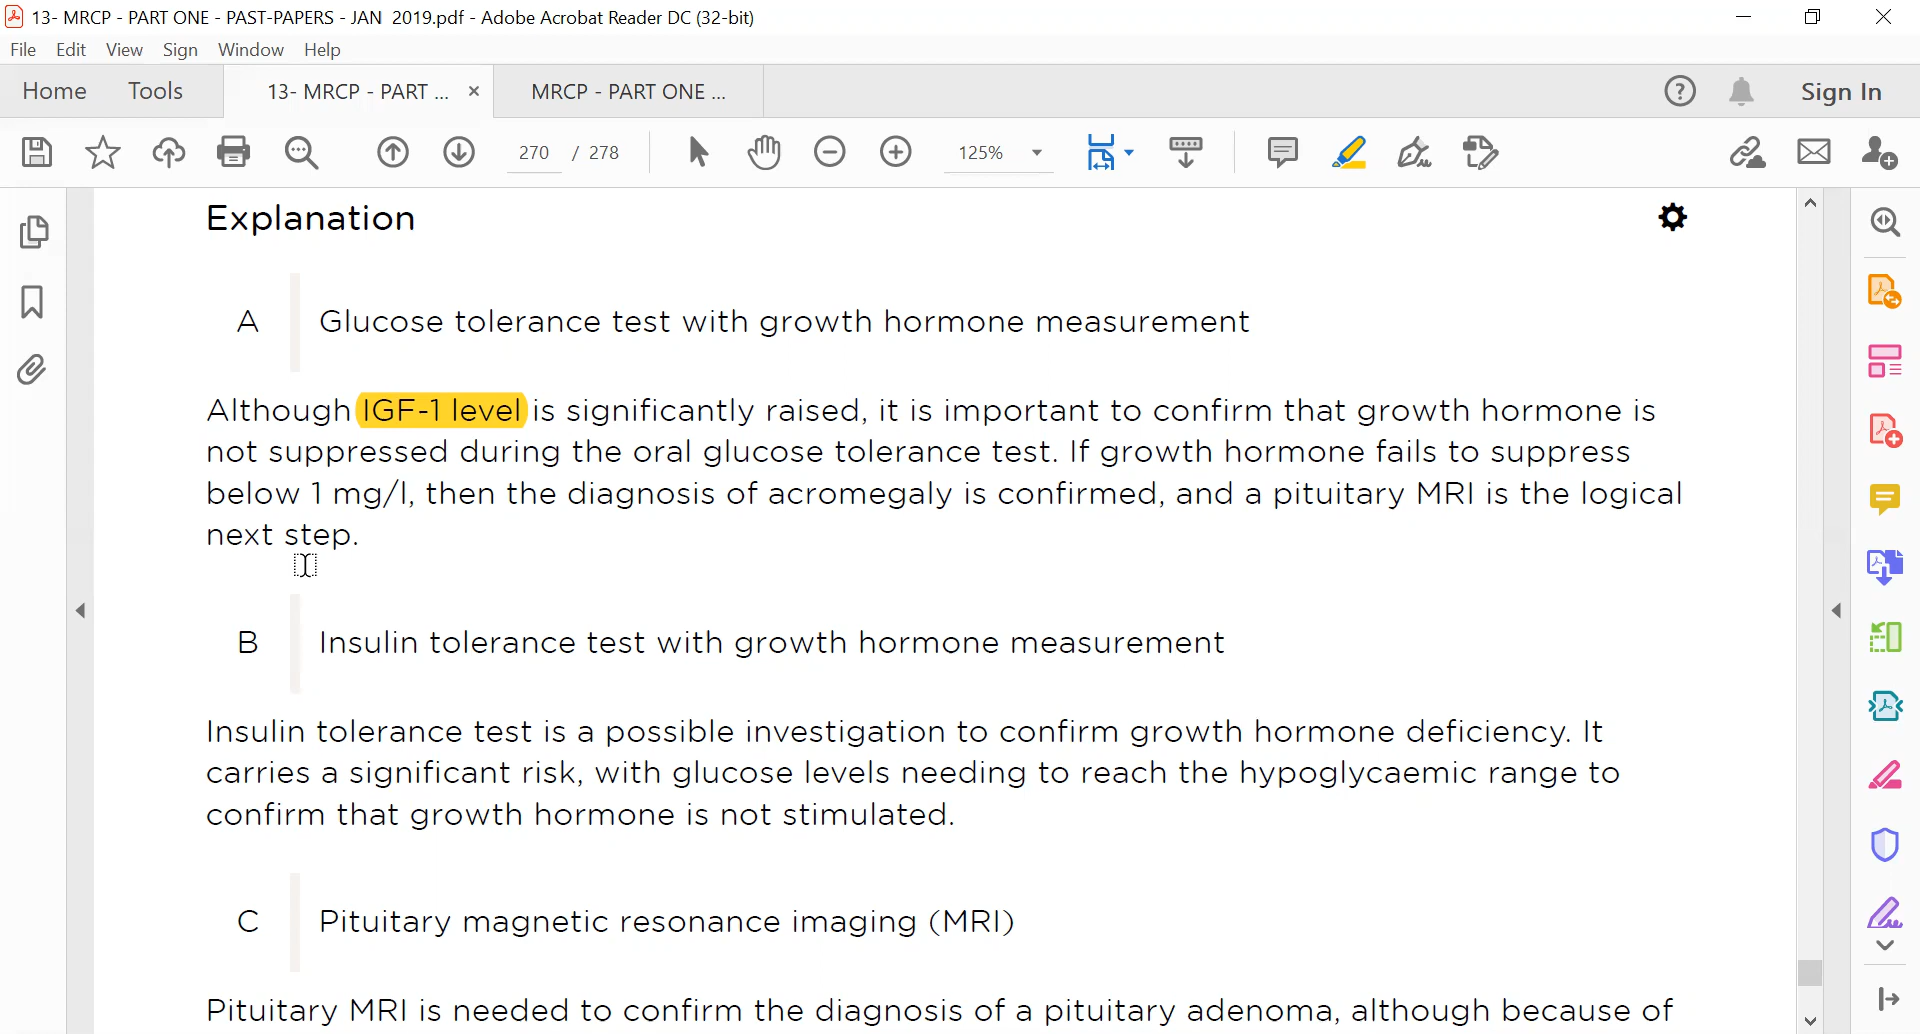 13- MRCP - PART ONE - PAST-PAPERS - JAN 2019.pdf - Adobe Acrobat Reader DC (32-bit)
File Edit View Sign Window Help
Home Tools 13- MRCP - PART ... × MRCP - PART ONE ... Sign In
270 / 278 125%
Explanation
A Glucose tolerance test with growth hormone measurement
Although IGF-1 level is significantly raised, it is important to confirm that growth hormone is
not suppressed during the oral glucose tolerance test. If growth hormone fails to suppress
below 1 mg/l, then the diagnosis of acromegaly is confirmed, and a pituitary MRI is the logical
next step.
B Insulin tolerance test with growth hormone measurement
Insulin tolerance test is a possible investigation to confirm growth hormone deficiency. It
carries a significant risk, with glucose levels needing to reach the hypoglycaemic range to
confirm that growth hormone is not stimulated.
C Pituitary magnetic resonance imaging (MRI)
Pituitary MRI is needed to confirm the diagnosis of a pituitary adenoma, although because of